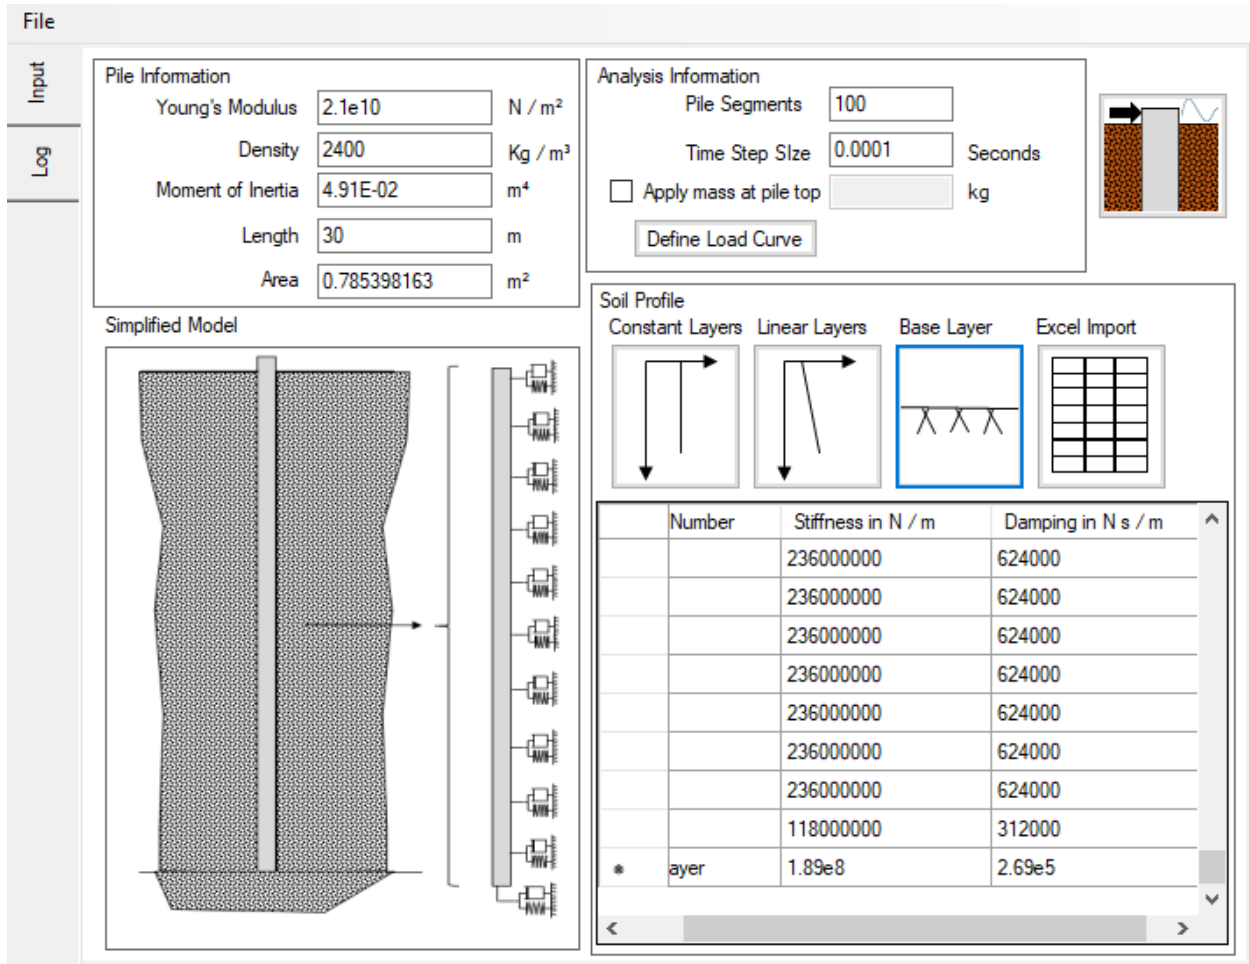 File
Input
Log
Pile Information
Young's Modulus 2.1e10 N / m²
Density 2400 Kg / m³
Moment of Inertia 4.91E-02 m⁴
Length 30 m
Area 0.785398163 m²
Analysis Information
Pile Segments 100
Time Step SIze 0.0001 Seconds
Apply mass at pile top kg
Define Load Curve
Simplified Model
Soil Profile
Constant Layers Linear Layers Base Layer Excel Import
Number Stiffness in N / m Damping in N s / m
236000000 624000
236000000 624000
236000000 624000
236000000 624000
236000000 624000
236000000 624000
236000000 624000
118000000 312000
ayer 1.89e8 2.69e5